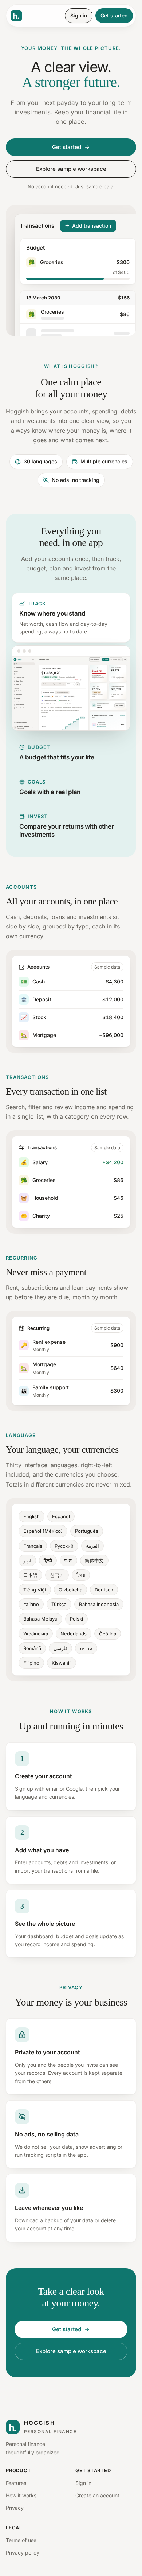 h.
Sign in
Get started
YOUR MONEY. THE WHOLE PICTURE.
A clear view.
A stronger future.
From your next payday to your long-term
investments. Keep your financial life in
one place.
Get started →
Explore sample workspace
No account needed. Just sample data.
Transactions
+ Add transaction
Budget
Groceries
$300
of $400
13 March 2030
$156
Groceries
$86
WHAT IS HOGGISH?
One calm place
for all your money
Hoggish brings your accounts, spending, debts
and investments into one clear view, so you
always know where your money is, where it
goes and what comes next.
30 languages
Multiple currencies
No ads, no tracking
Everything you
need, in one app
Add your accounts once, then track,
budget, plan and invest from the
same place.
TRACK
Know where you stand
Net worth, cash flow and day-to-day
spending, always up to date.
BUDGET
A budget that fits your life
GOALS
Goals with a real plan
INVEST
Compare your returns with other
investments
ACCOUNTS
All your accounts, in one place
Cash, deposits, loans and investments sit
side by side, grouped by type, each in its
own currency.
Accounts
Sample data
Cash
$4,300
Deposit
$12,000
Stock
$18,400
Mortgage
−$96,000
TRANSACTIONS
Every transaction in one list
Search, filter and review income and spending
in a single list, with a category on every row.
Transactions
Sample data
Salary
+$4,200
Groceries
$86
Household
$45
Charity
$25
RECURRING
Never miss a payment
Rent, subscriptions and loan payments show
up before they are due, month by month.
Recurring
Sample data
Rent expense
Monthly
$900
Mortgage
Monthly
$640
Family support
Monthly
$300
LANGUAGE
Your language, your currencies
Thirty interface languages, right-to-left
included, and the currencies you choose.
Totals in different currencies are never mixed.
English
Español
Español (México)
Português
Français
Русский
العربية
اردو
हिन्दी
বাংলা
简体中文
日本語
한국어
ไทย
Tiếng Việt
O‘zbekcha
Deutsch
Italiano
Türkçe
Bahasa Indonesia
Bahasa Melayu
Polski
Українська
Nederlands
Čeština
Română
فارسی
עברית
Filipino
Kiswahili
HOW IT WORKS
Up and running in minutes
1
Create your account
Sign up with email or Google, then pick your
language and currencies.
2
Add what you have
Enter accounts, debts and investments, or
import your transactions from a file.
3
See the whole picture
Your dashboard, budget and goals update as
you record income and spending.
PRIVACY
Your money is your business
Private to your account
Only you and the people you invite can see
your records. Every account is kept separate
from the others.
No ads, no selling data
We do not sell your data, show advertising or
run tracking scripts in the app.
Leave whenever you like
Download a backup of your data or delete
your account at any time.
Take a clear look
at your money.
Get started →
Explore sample workspace
h.
HOGGISH
PERSONAL FINANCE
Personal finance,
thoughtfully organized.
PRODUCT
Features
How it works
Privacy
GET STARTED
Sign in
Create an account
LEGAL
Terms of use
Privacy policy